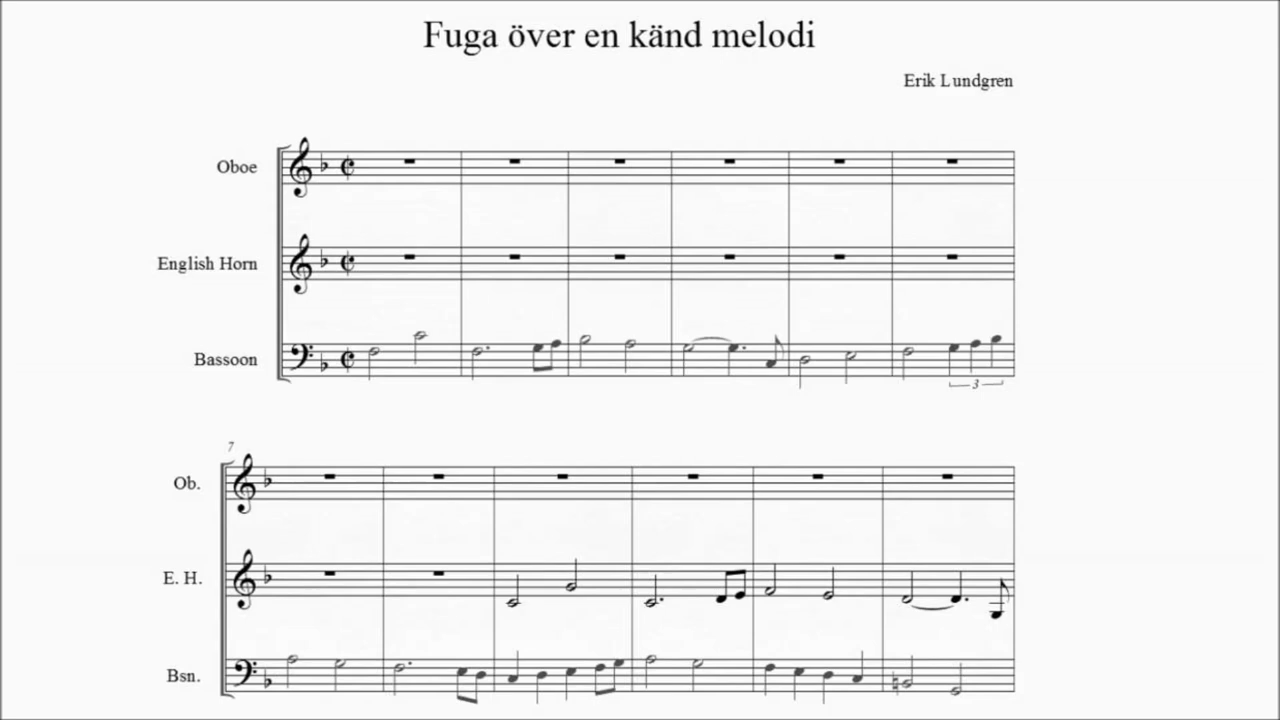 Fuga över en känd melodi
Erik Lundgren
Oboe
English Horn
Bassoon
3
7
Ob.
E. H.
Bsn.